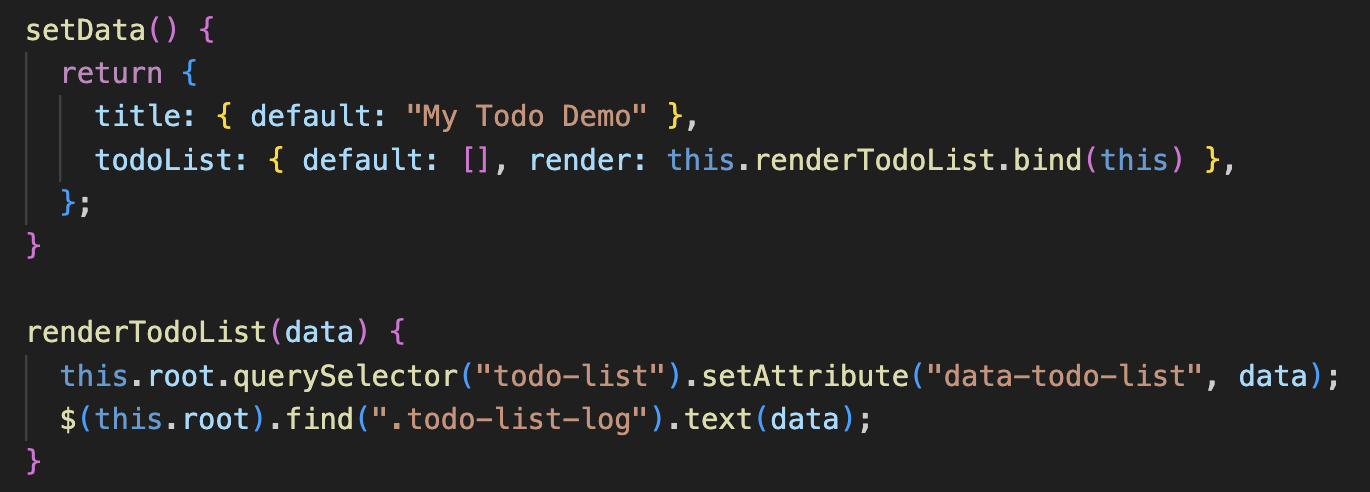 setData() {
  return {
    title: { default: "My Todo Demo" },
    todoList: { default: [], render: this.renderTodoList.bind(this) },
  };
}

renderTodoList(data) {
  this.root.querySelector("todo-list").setAttribute("data-todo-list", data);
  $(this.root).find(".todo-list-log").text(data);
}